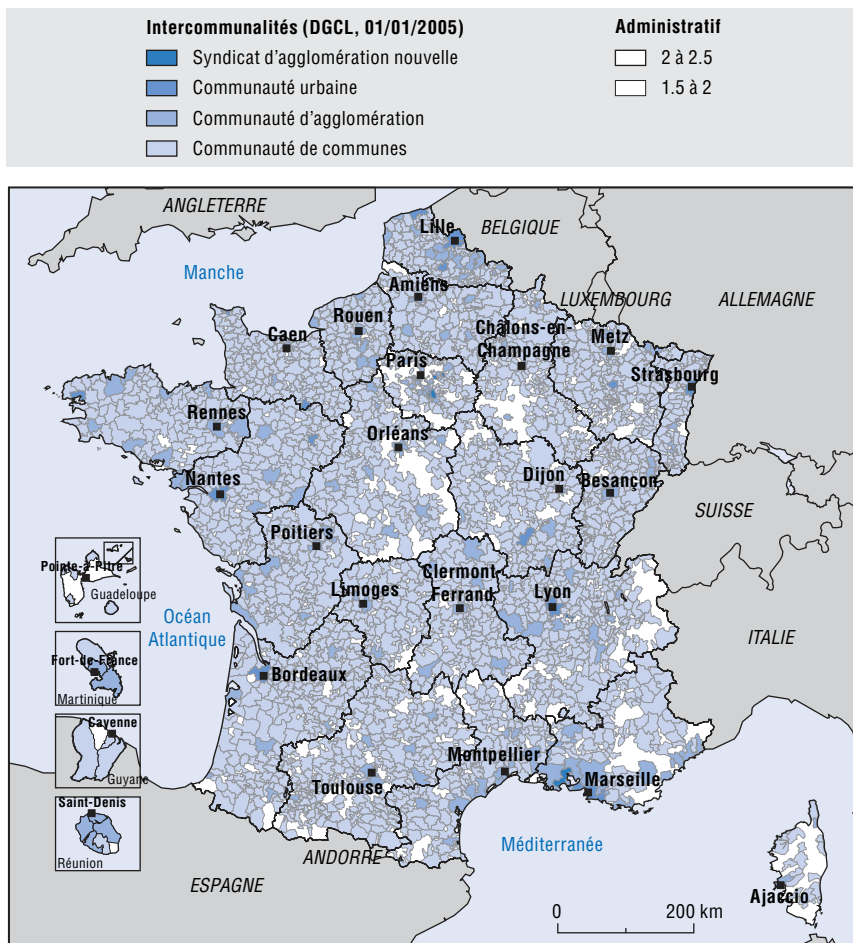 Intercommunalités (DGCL, 01/01/2005)
Syndicat d'agglomération nouvelle
Communauté urbaine
Communauté d'agglomération
Communauté de communes
Administratif
2 à 2.5
1.5 à 2
ANGLETERRE
Lille
BELGIQUE
Manche
Amiens
LUXEMBOURG
ALLEMAGNE
Rouen
Caen
Châlons-en-
Champagne
Metz
Paris
Strasbourg
Rennes
Orléans
Nantes
Dijon
Besançon
SUISSE
Poitiers
Pointe-à-Pitre
Guadeloupe
Clermont
Ferrand
Limoges
Lyon
Océan
Atlantique
ITALIE
Fort-de-France
Martinique
Bordeaux
Cayenne
Guyane
Montpellier
Toulouse
Marseille
Saint-Denis
Réunion
Méditerranée
ANDORRE
ESPAGNE
Ajaccio
0 200 km